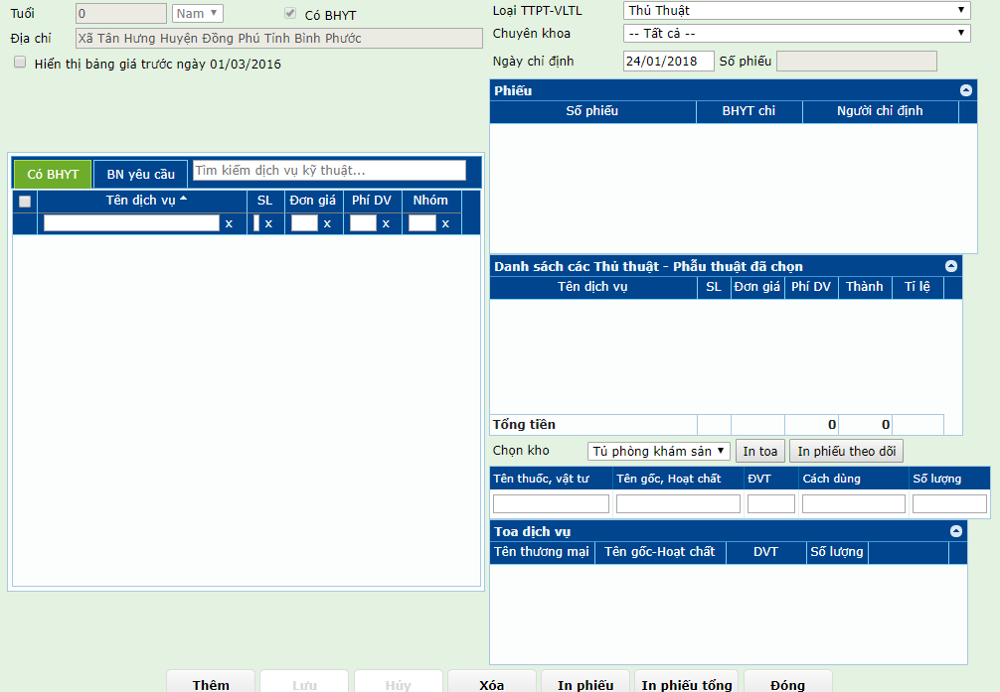 Tuổi 0 Nam Có BHYT
Địa chỉ Xã Tân Hưng Huyện Đồng Phú Tỉnh Bình Phước
Hiển thị bảng giá trước ngày 01/03/2016
Có BHYT BN yêu cầu Tìm kiếm dịch vụ kỹ thuật...
Tên dịch vụ SL Đơn giá Phí DV Nhóm
x x x x x
Loại TTPT-VLTL Thủ Thuật
Chuyên khoa -- Tất cả --
Ngày chỉ định 24/01/2018 Số phiếu
Phiếu
Số phiếu BHYT chi Người chỉ định
Danh sách các Thủ thuật - Phẫu thuật đã chọn
Tên dịch vụ SL Đơn giá Phí DV Thành Tỉ lệ
Tổng tiền 0 0
Chọn kho Tủ phòng khám sản In toa In phiếu theo dõi
Tên thuốc, vật tư Tên gốc, Hoạt chất ĐVT Cách dùng Số lượng
Toa dịch vụ
Tên thương mại Tên gốc-Hoạt chất DVT Số lượng
Thêm Lưu Hủy Xóa In phiếu In phiếu tổng Đóng